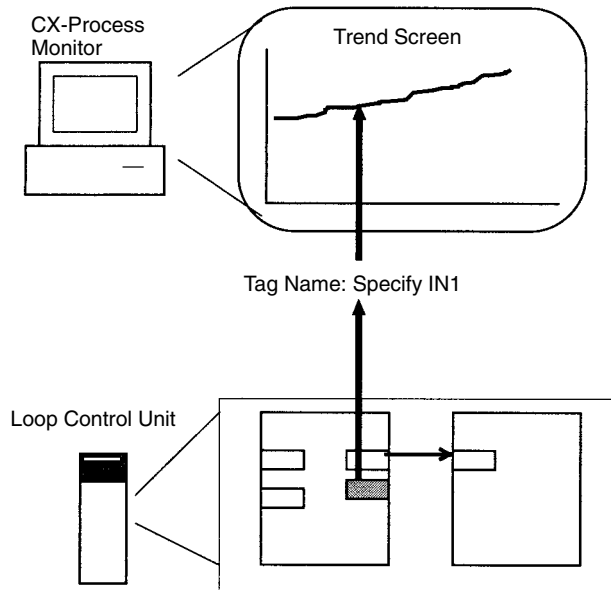 CX-Process
Monitor
Trend Screen
Tag Name: Specify IN1
Loop Control Unit